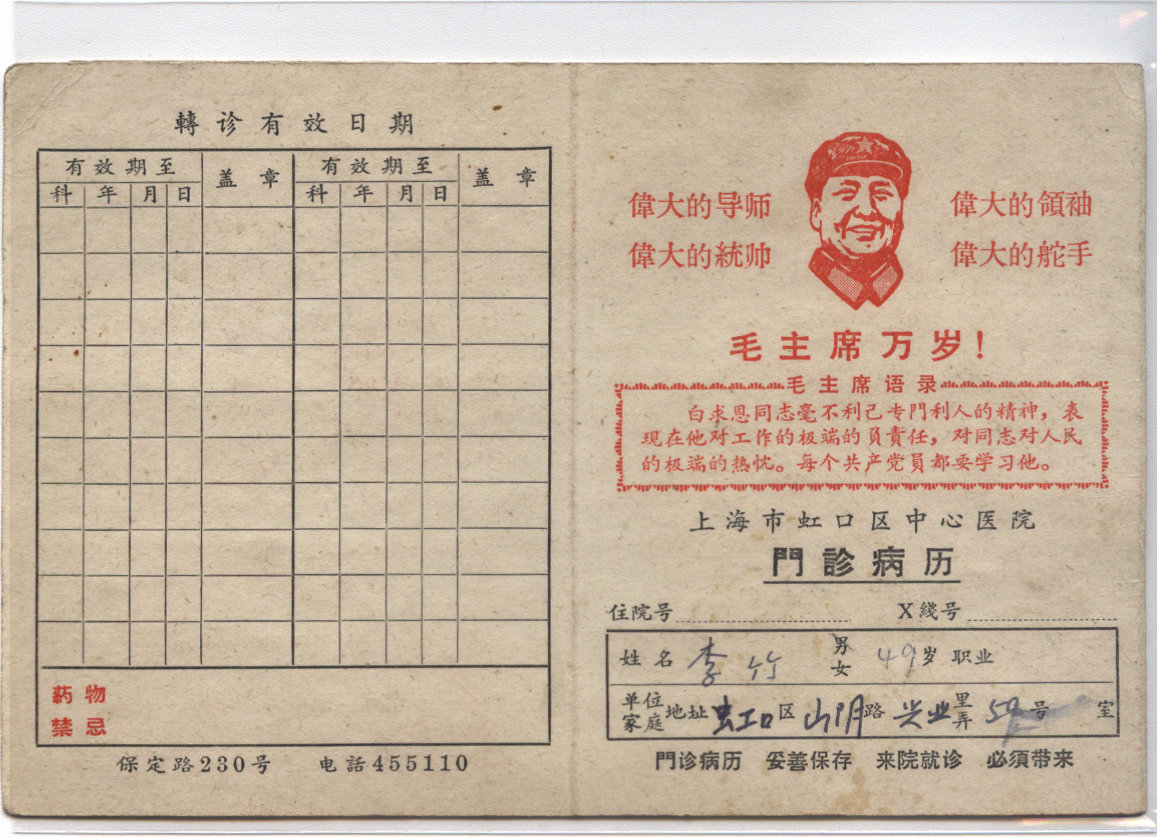 轉诊有效日期
有效期至 盖章 有效期至 盖章
科 年 月 日 科 年 月 日
药物
禁忌
保定路230号 电話455110
偉大的导师 偉大的領袖
偉大的統帅 偉大的舵手
毛主席万岁!
毛主席语录
白求恩同志毫不利己专門利人的精神，表
現在他对工作的极端的負責任，对同志对人民
的极端的热忱。每个共产党員都要学习他。
上海市虹口区中心医院
門診病历
住院号 X綫号
姓名 李竹 男女 49岁 职业
单位家庭地址 虹口区 山阴路 兴业里弄 59号 室
門诊病历 妥善保存 来院就诊 必須带来